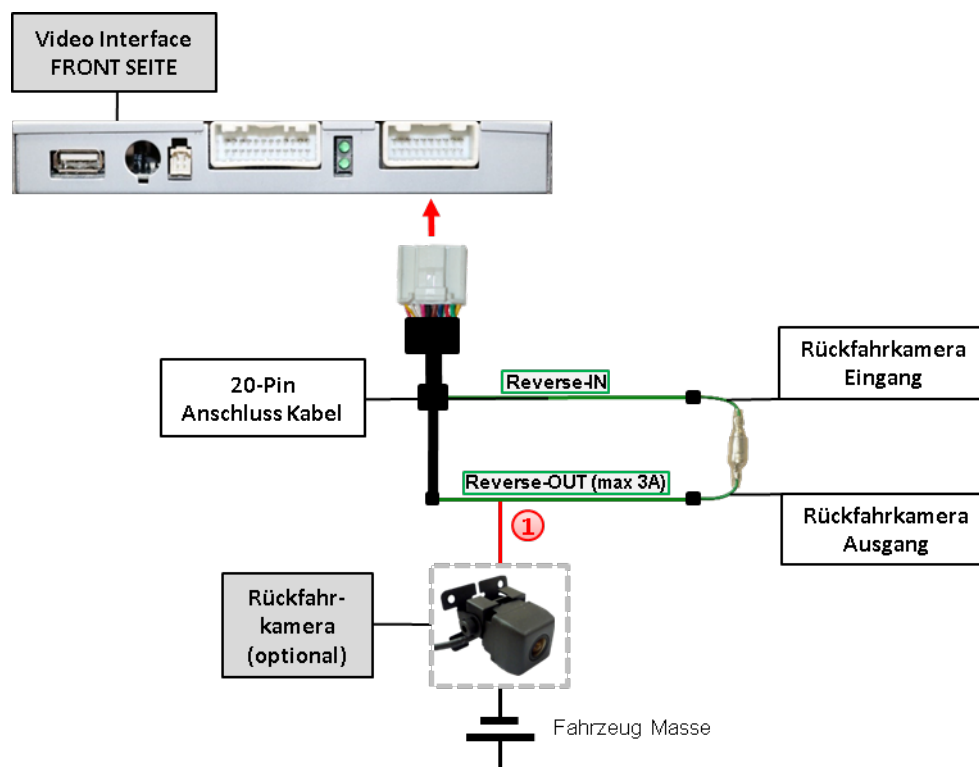 Video Interface
FRONT SEITE
20-Pin
Anschluss Kabel
Reverse-IN
Rückfahrkamera
Eingang
Reverse-OUT (max 3A)
1
Rückfahrkamera
Ausgang
Rückfahr-
kamera
(optional)
Fahrzeug Masse